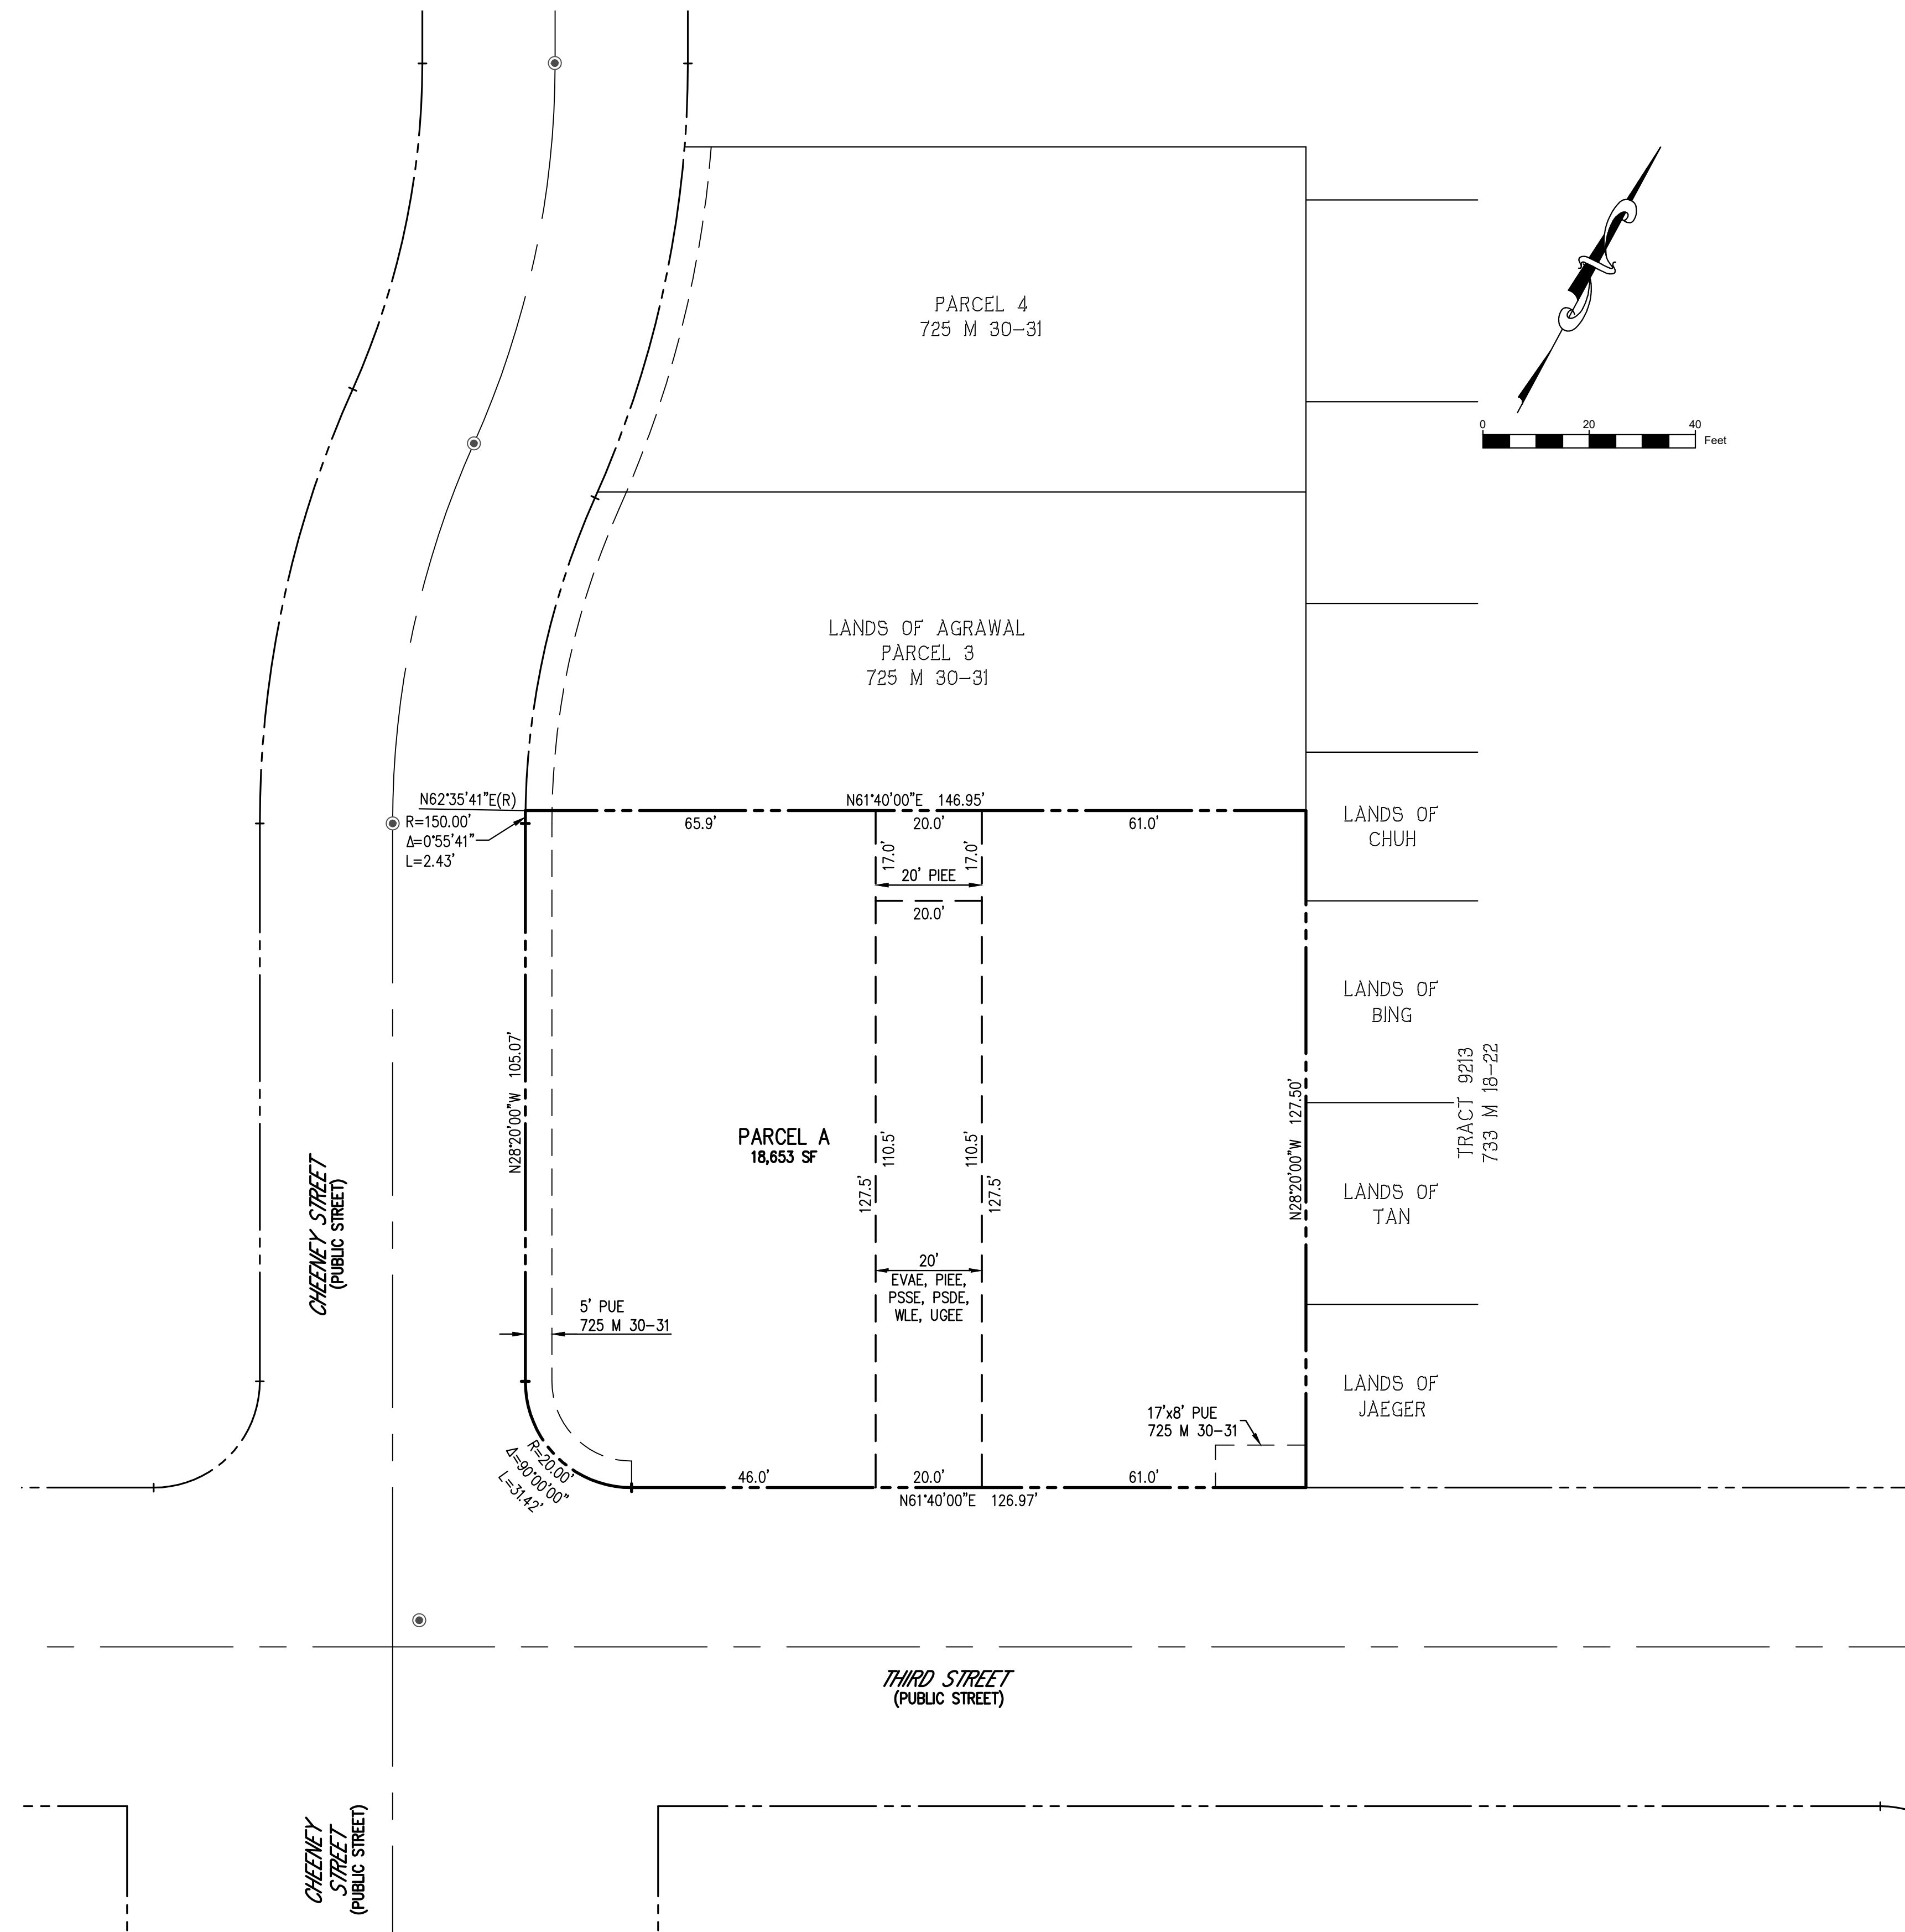 PARCEL 4
725 M 30-31
0 20 40
Feet
LANDS OF AGRAWAL
PARCEL 3
725 M 30-31
N62°35'41"E(R)
R=150.00'
Δ=0°55'41"
L=2.43'
N61°40'00"E 146.95'
65.9'
20.0'
61.0'
17.0'
17.0'
20' PIEE
20.0'
LANDS OF
CHUH
LANDS OF
BING
TRACT 9213
733 M 18-22
N28°20'00"W 105.07'
N28°20'00"W 127.50'
PARCEL A
18,653 SF
110.5'
110.5'
127.5'
127.5'
LANDS OF
TAN
CHEENEY STREET
(PUBLIC STREET)
20'
EVAE, PIEE,
PSSE, PSDE,
WLE, UGEE
5' PUE
725 M 30-31
LANDS OF
JAEGER
17'x8' PUE
725 M 30-31
R=20.00'
Δ=90°00'00"
L=31.42'
46.0'
20.0'
61.0'
N61°40'00"E 126.97'
THIRD STREET
(PUBLIC STREET)
CHEENEY
STREET
(PUBLIC STREET)